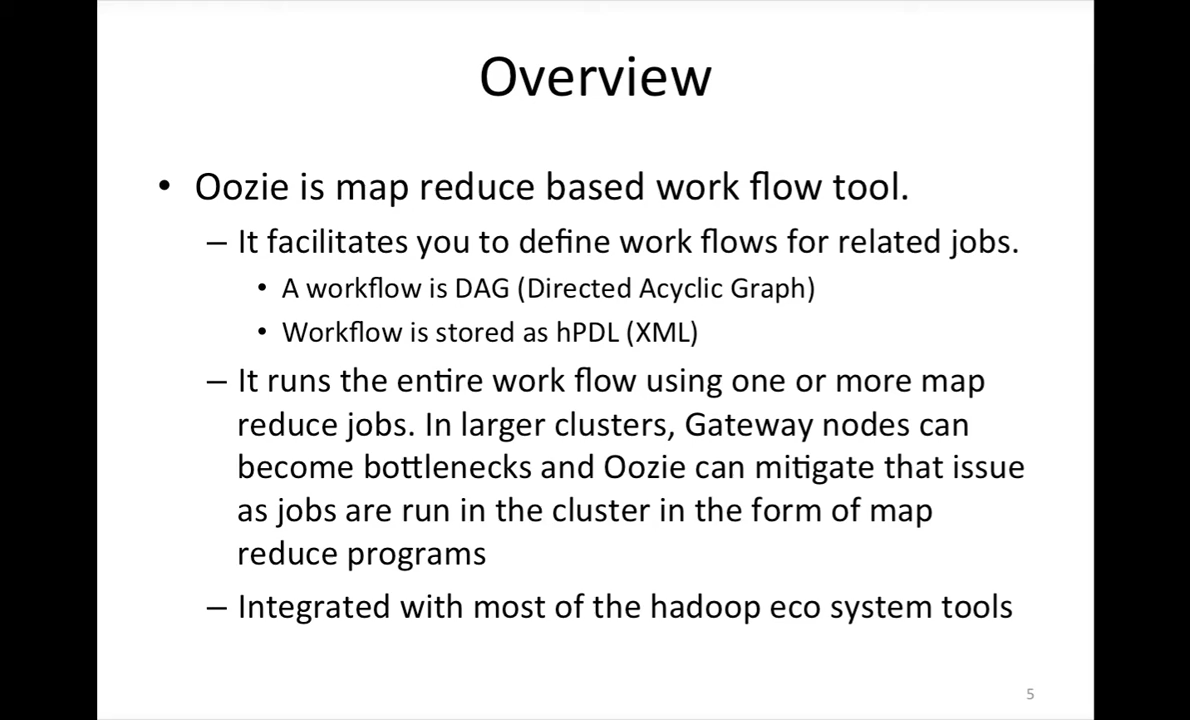 Overview
• Oozie is map reduce based work flow tool.
– It facilitates you to define work flows for related jobs.
• A workflow is DAG (Directed Acyclic Graph)
• Workflow is stored as hPDL (XML)
– It runs the entire work flow using one or more map
reduce jobs. In larger clusters, Gateway nodes can
become bottlenecks and Oozie can mitigate that issue
as jobs are run in the cluster in the form of map
reduce programs
– Integrated with most of the hadoop eco system tools
5